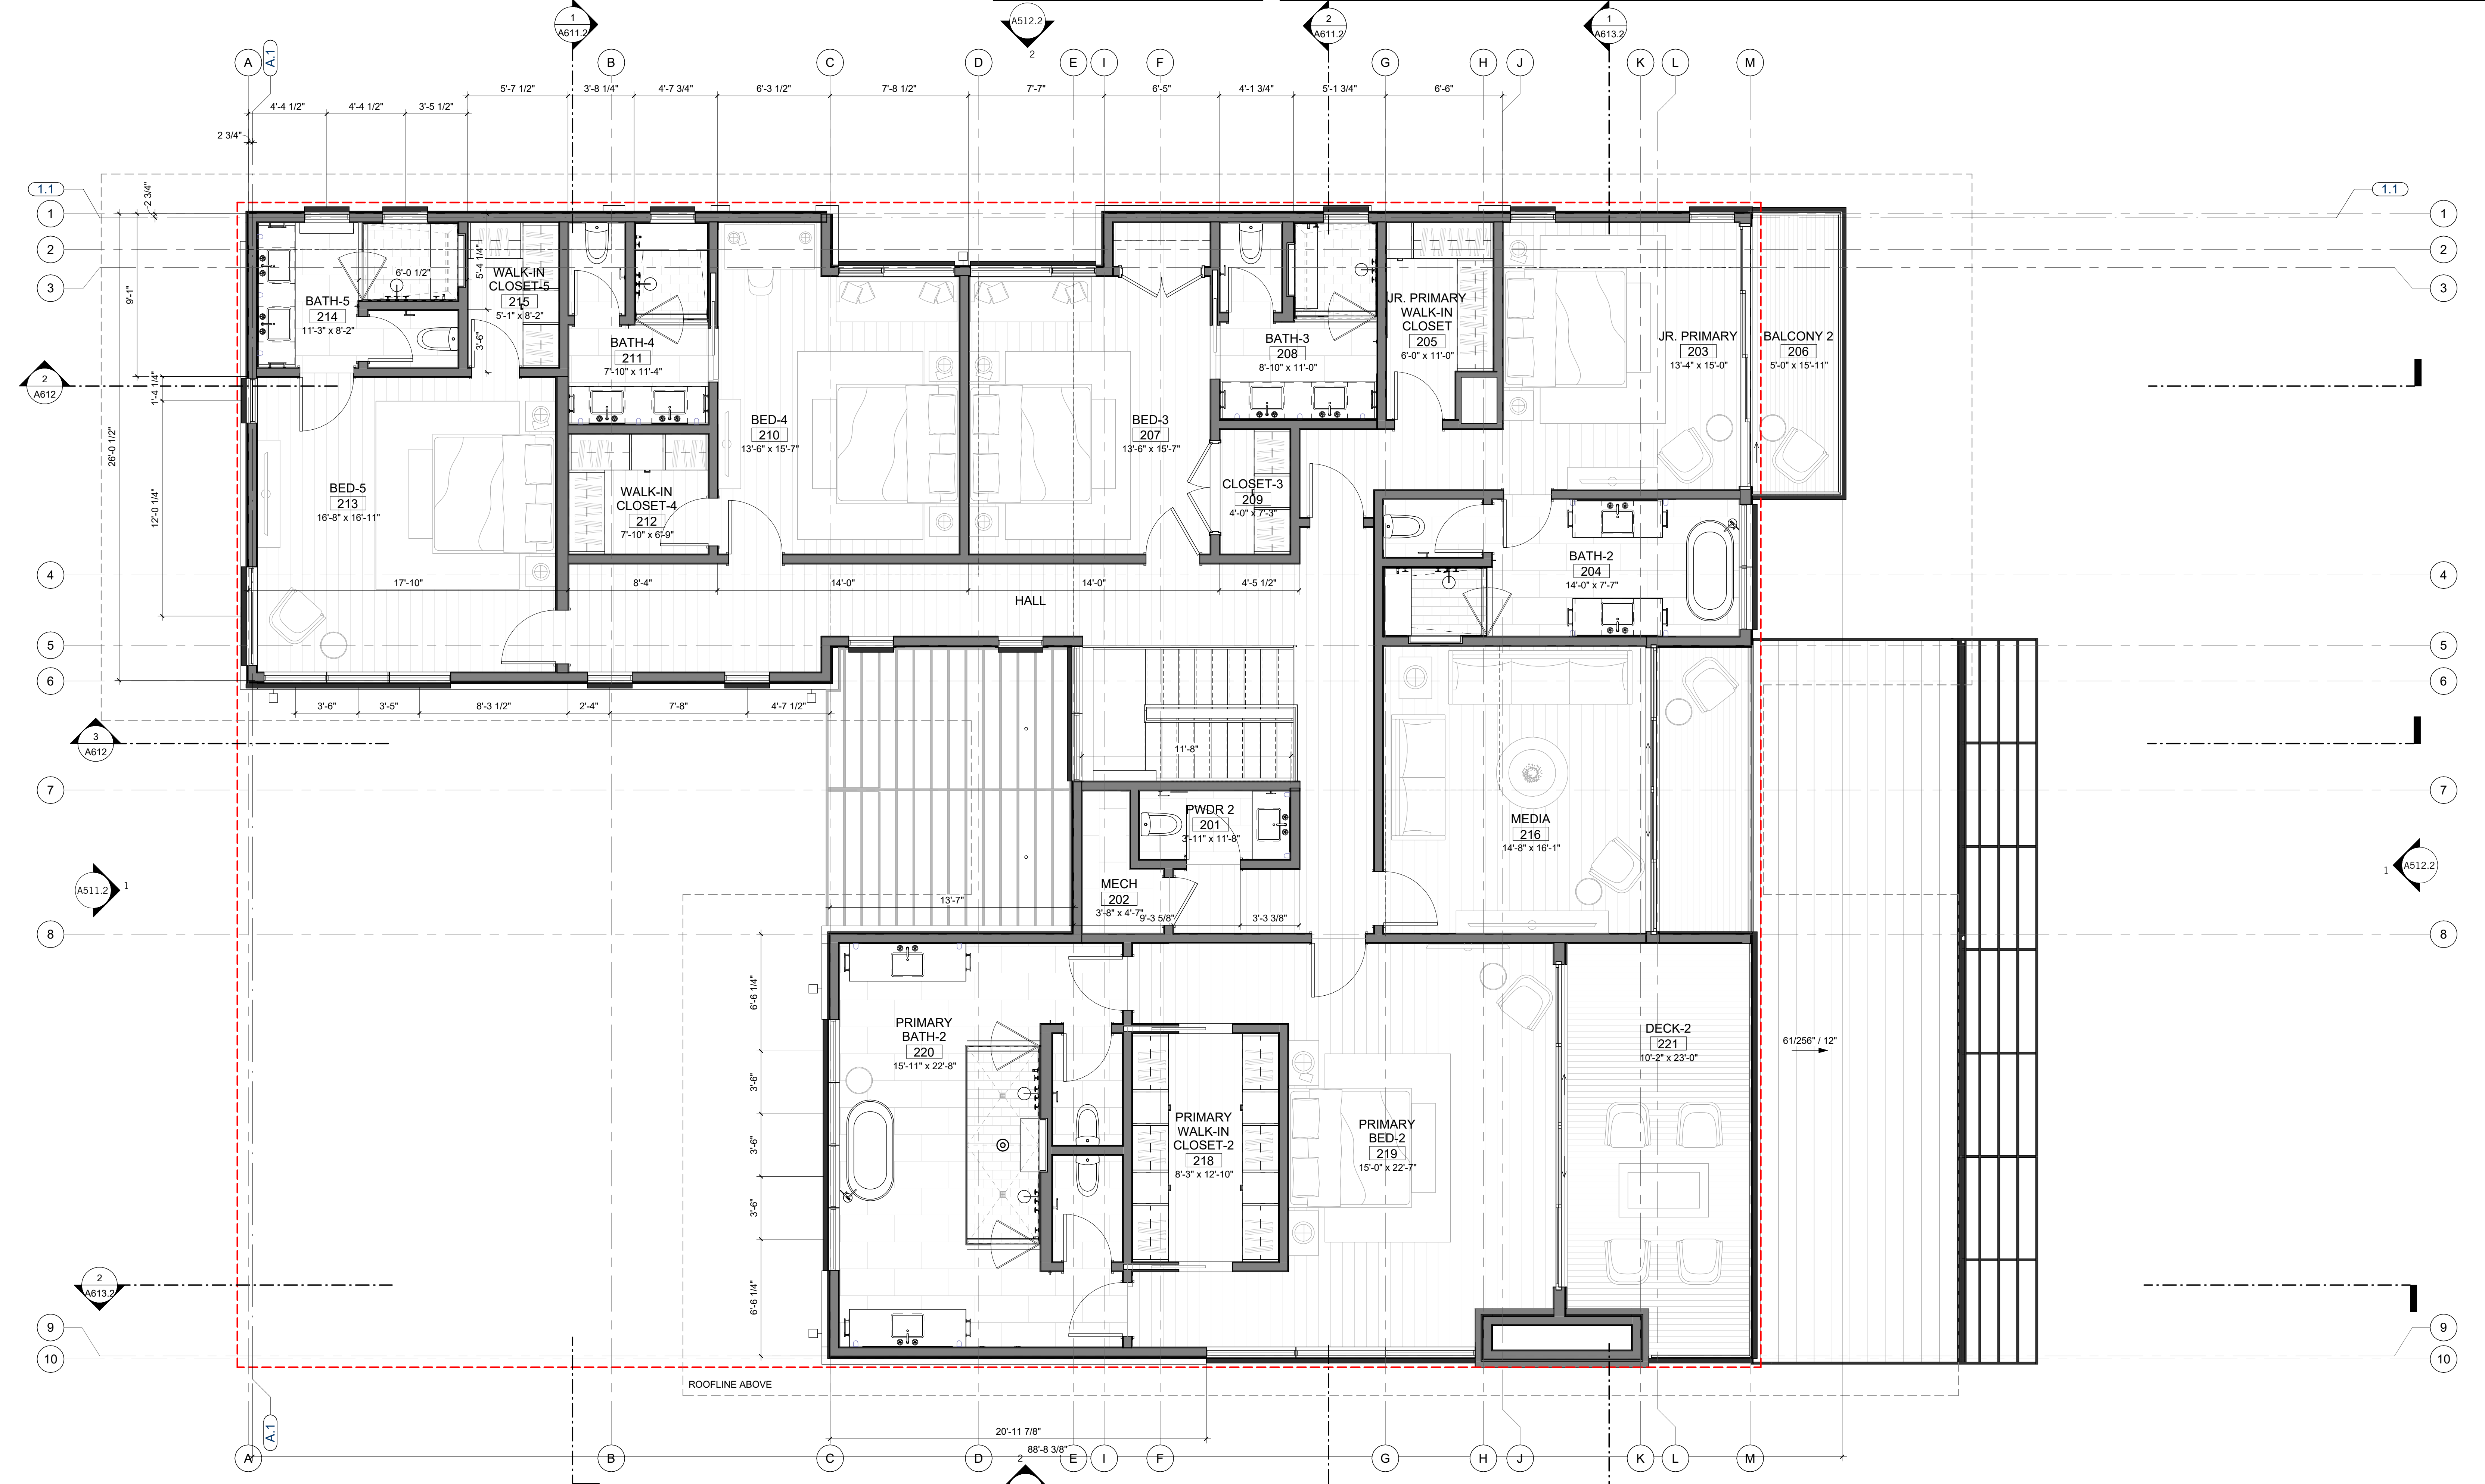 1
A611.2
A512.2
2
2
A611.2
1
A613.2
A
A.1
B
C
D
E
I
F
G
H
J
K
L
M
5'-7 1/2"
3'-8 1/4"
4'-7 3/4"
6'-3 1/2"
7'-8 1/2"
7'-7"
6'-5"
4'-1 3/4"
5'-1 3/4"
6'-6"
4'-4 1/2"
4'-4 1/2"
3'-5 1/2"
2 3/4"
2 3/4"
1.1
1.1
1
1
2
2
3
3
9'-1"
26'-0 1/2"
1'-4 1/4"
12'-0 1/4"
6'-0 1/2"
5'-4 1/4"
3'-6"
BATH-5
214
11'-3" x 8'-2"
WALK-IN
CLOSET-5
215
5'-1" x 8'-2"
BATH-4
211
7'-10" x 11'-4"
BATH-3
208
8'-10" x 11'-0"
JR. PRIMARY
WALK-IN
CLOSET
205
6'-0" x 11'-0"
JR. PRIMARY
203
13'-4" x 15'-0"
BALCONY 2
206
5'-0" x 15'-11"
2
A612
BED-4
210
13'-6" x 15'-7"
BED-3
207
13'-6" x 15'-7"
BED-5
213
16'-8" x 16'-11"
WALK-IN
CLOSET-4
212
7'-10" x 6'-9"
CLOSET-3
209
4'-0" x 7'-3"
BATH-2
204
14'-0" x 7'-7"
4
4
17'-10"
8'-4"
14'-0"
14'-0"
4'-5 1/2"
HALL
5
5
6
6
3'-6"
3'-5"
8'-3 1/2"
2'-4"
7'-8"
4'-7 1/2"
3
A612
11'-8"
7
7
PWDR 2
201
3'-11" x 11'-8"
MEDIA
216
14'-8" x 16'-1"
A511.2
1
1
A512.2
MECH
202
3'-8" x 4'-7"
13'-7"
9'-3 5/8"
3'-3 3/8"
8
8
6'-6 1/4"
3'-6"
3'-6"
3'-6"
6'-6 1/4"
PRIMARY
BATH-2
220
15'-11" x 22'-8"
DECK-2
221
10'-2" x 23'-0"
61/256" / 12"
PRIMARY
WALK-IN
CLOSET-2
218
8'-3" x 12'-10"
PRIMARY
BED-2
219
15'-0" x 22'-7"
2
A613.2
9
9
10
10
ROOFLINE ABOVE
20'-11 7/8"
88'-8 3/8"
A.1
A
B
C
D
2
E
I
F
G
H
J
K
L
M